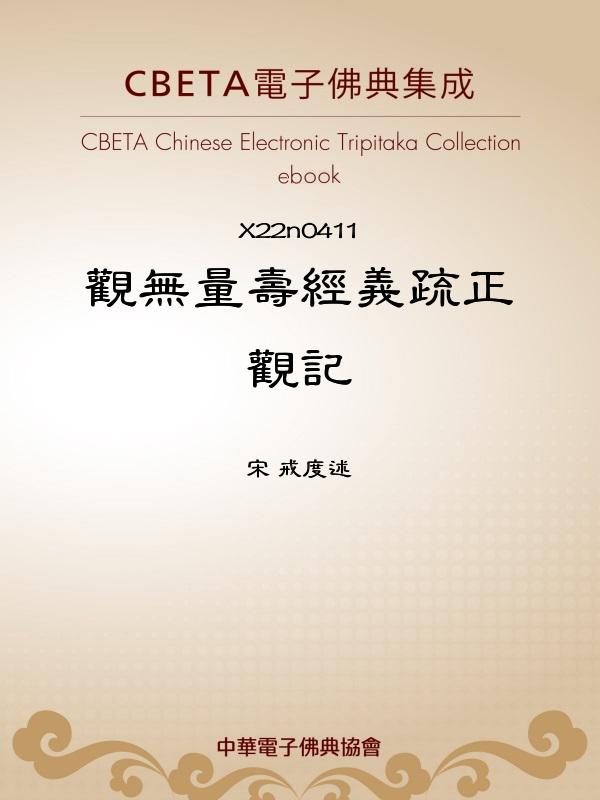 CBETA電子佛典集成
CBETA Chinese Electronic Tripitaka Collection
ebook
X22n0411
觀無量壽經義疏正
觀記
宋 戒度述
中華電子佛典協會